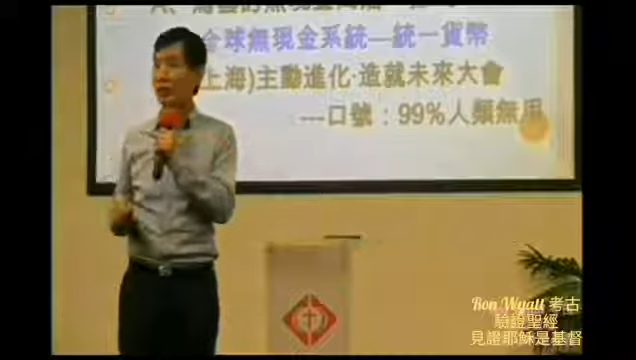 全球無現金系統—統一貨幣
上海)主動進化·造就未來大會
---口號：99%人類無用
Ron Wyatt 考古
驗證聖經
見證耶穌是基督